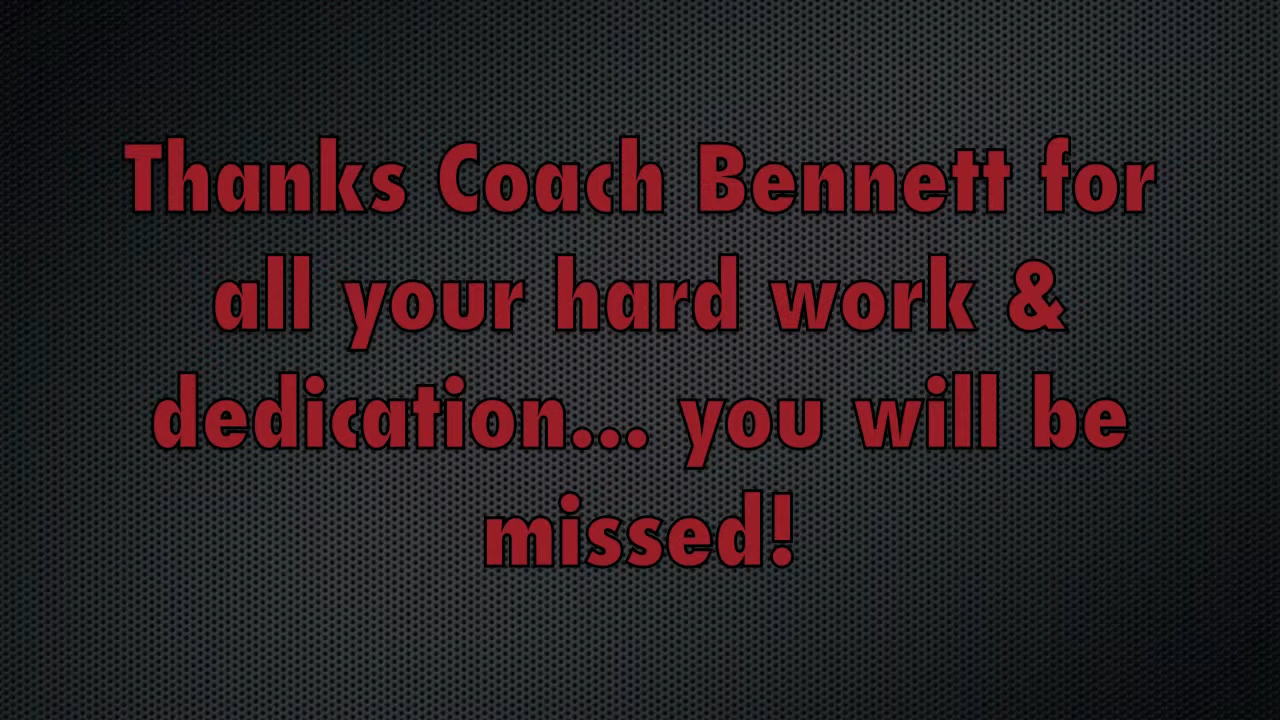 Thanks Coach Bennett for
all your hard work &
dedication... you will be
missed!